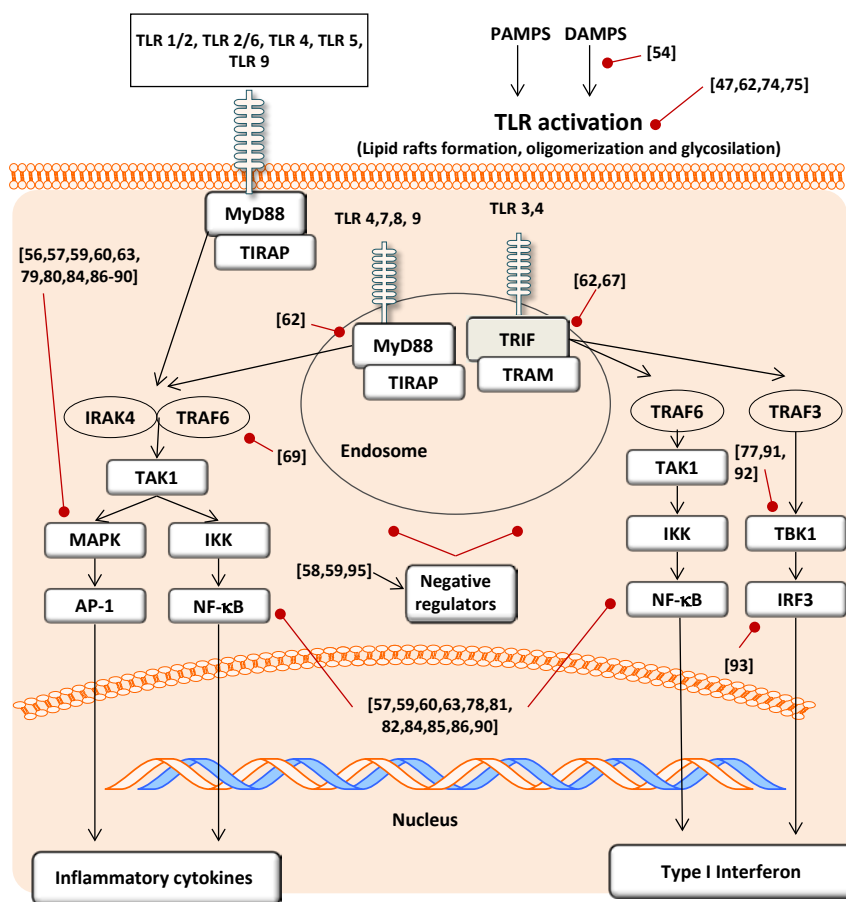 TLR 1/2, TLR 2/6, TLR 4, TLR 5,
TLR 9
PAMPS DAMPS
[54]
[47,62,74,75]
TLR activation
(Lipid rafts formation, oligomerization and glycosilation)
MyD88
TIRAP
TLR 4,7,8, 9
TLR 3,4
[56,57,59,60,63,
79,80,84,86-90]
[62]
[62,67]
MyD88
TIRAP
TRIF
TRAM
IRAK4
TRAF6
[69]
Endosome
TRAF6
TRAF3
TAK1
TAK1
[77,91,
92]
MAPK
IKK
IKK
TBK1
[58,59,95]
Negative
regulators
AP-1
NF-κB
NF-κB
IRF3
[93]
[57,59,60,63,78,81,
82,84,85,86,90]
Nucleus
Inflammatory cytokines
Type I Interferon